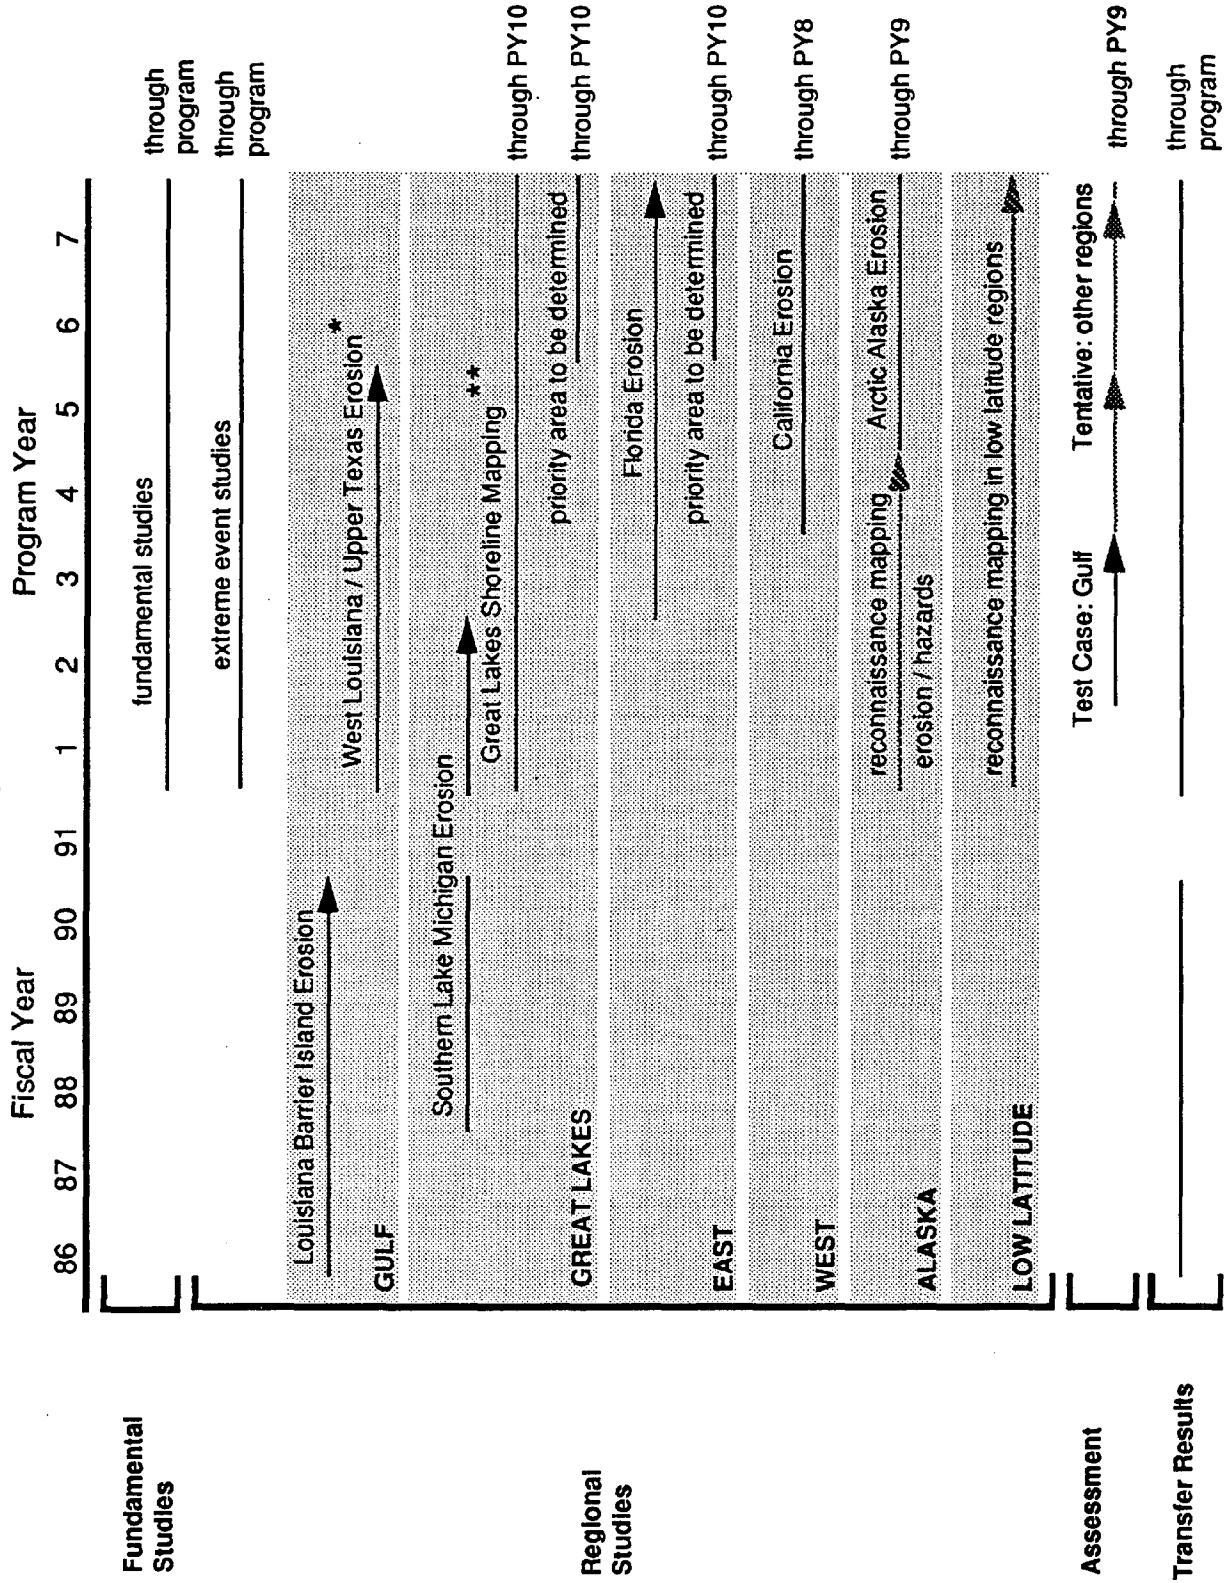 Fiscal Year
Program Year
86 87 88 89 90 91 1 2 3 4 5 6 7
Fundamental
Studies
fundamental studies
through
program
Regional
Studies
extreme event studies
through
program
Louisiana Barrier Island Erosion
West Louisiana / Upper Texas Erosion *
GULF
Southern Lake Michigan Erosion
Great Lakes Shoreline Mapping **
through PY10
priority area to be determined
through PY10
GREAT LAKES
Florida Erosion
priority area to be determined
through PY10
EAST
California Erosion
through PY8
WEST
reconnaissance mapping
erosion / hazards
Arctic Alaska Erosion
through PY9
ALASKA
reconnaissance mapping in low latitude regions
LOW LATITUDE
Assessment
Test Case: Gulf
Tentative: other regions
through PY9
Transfer Results
through
program